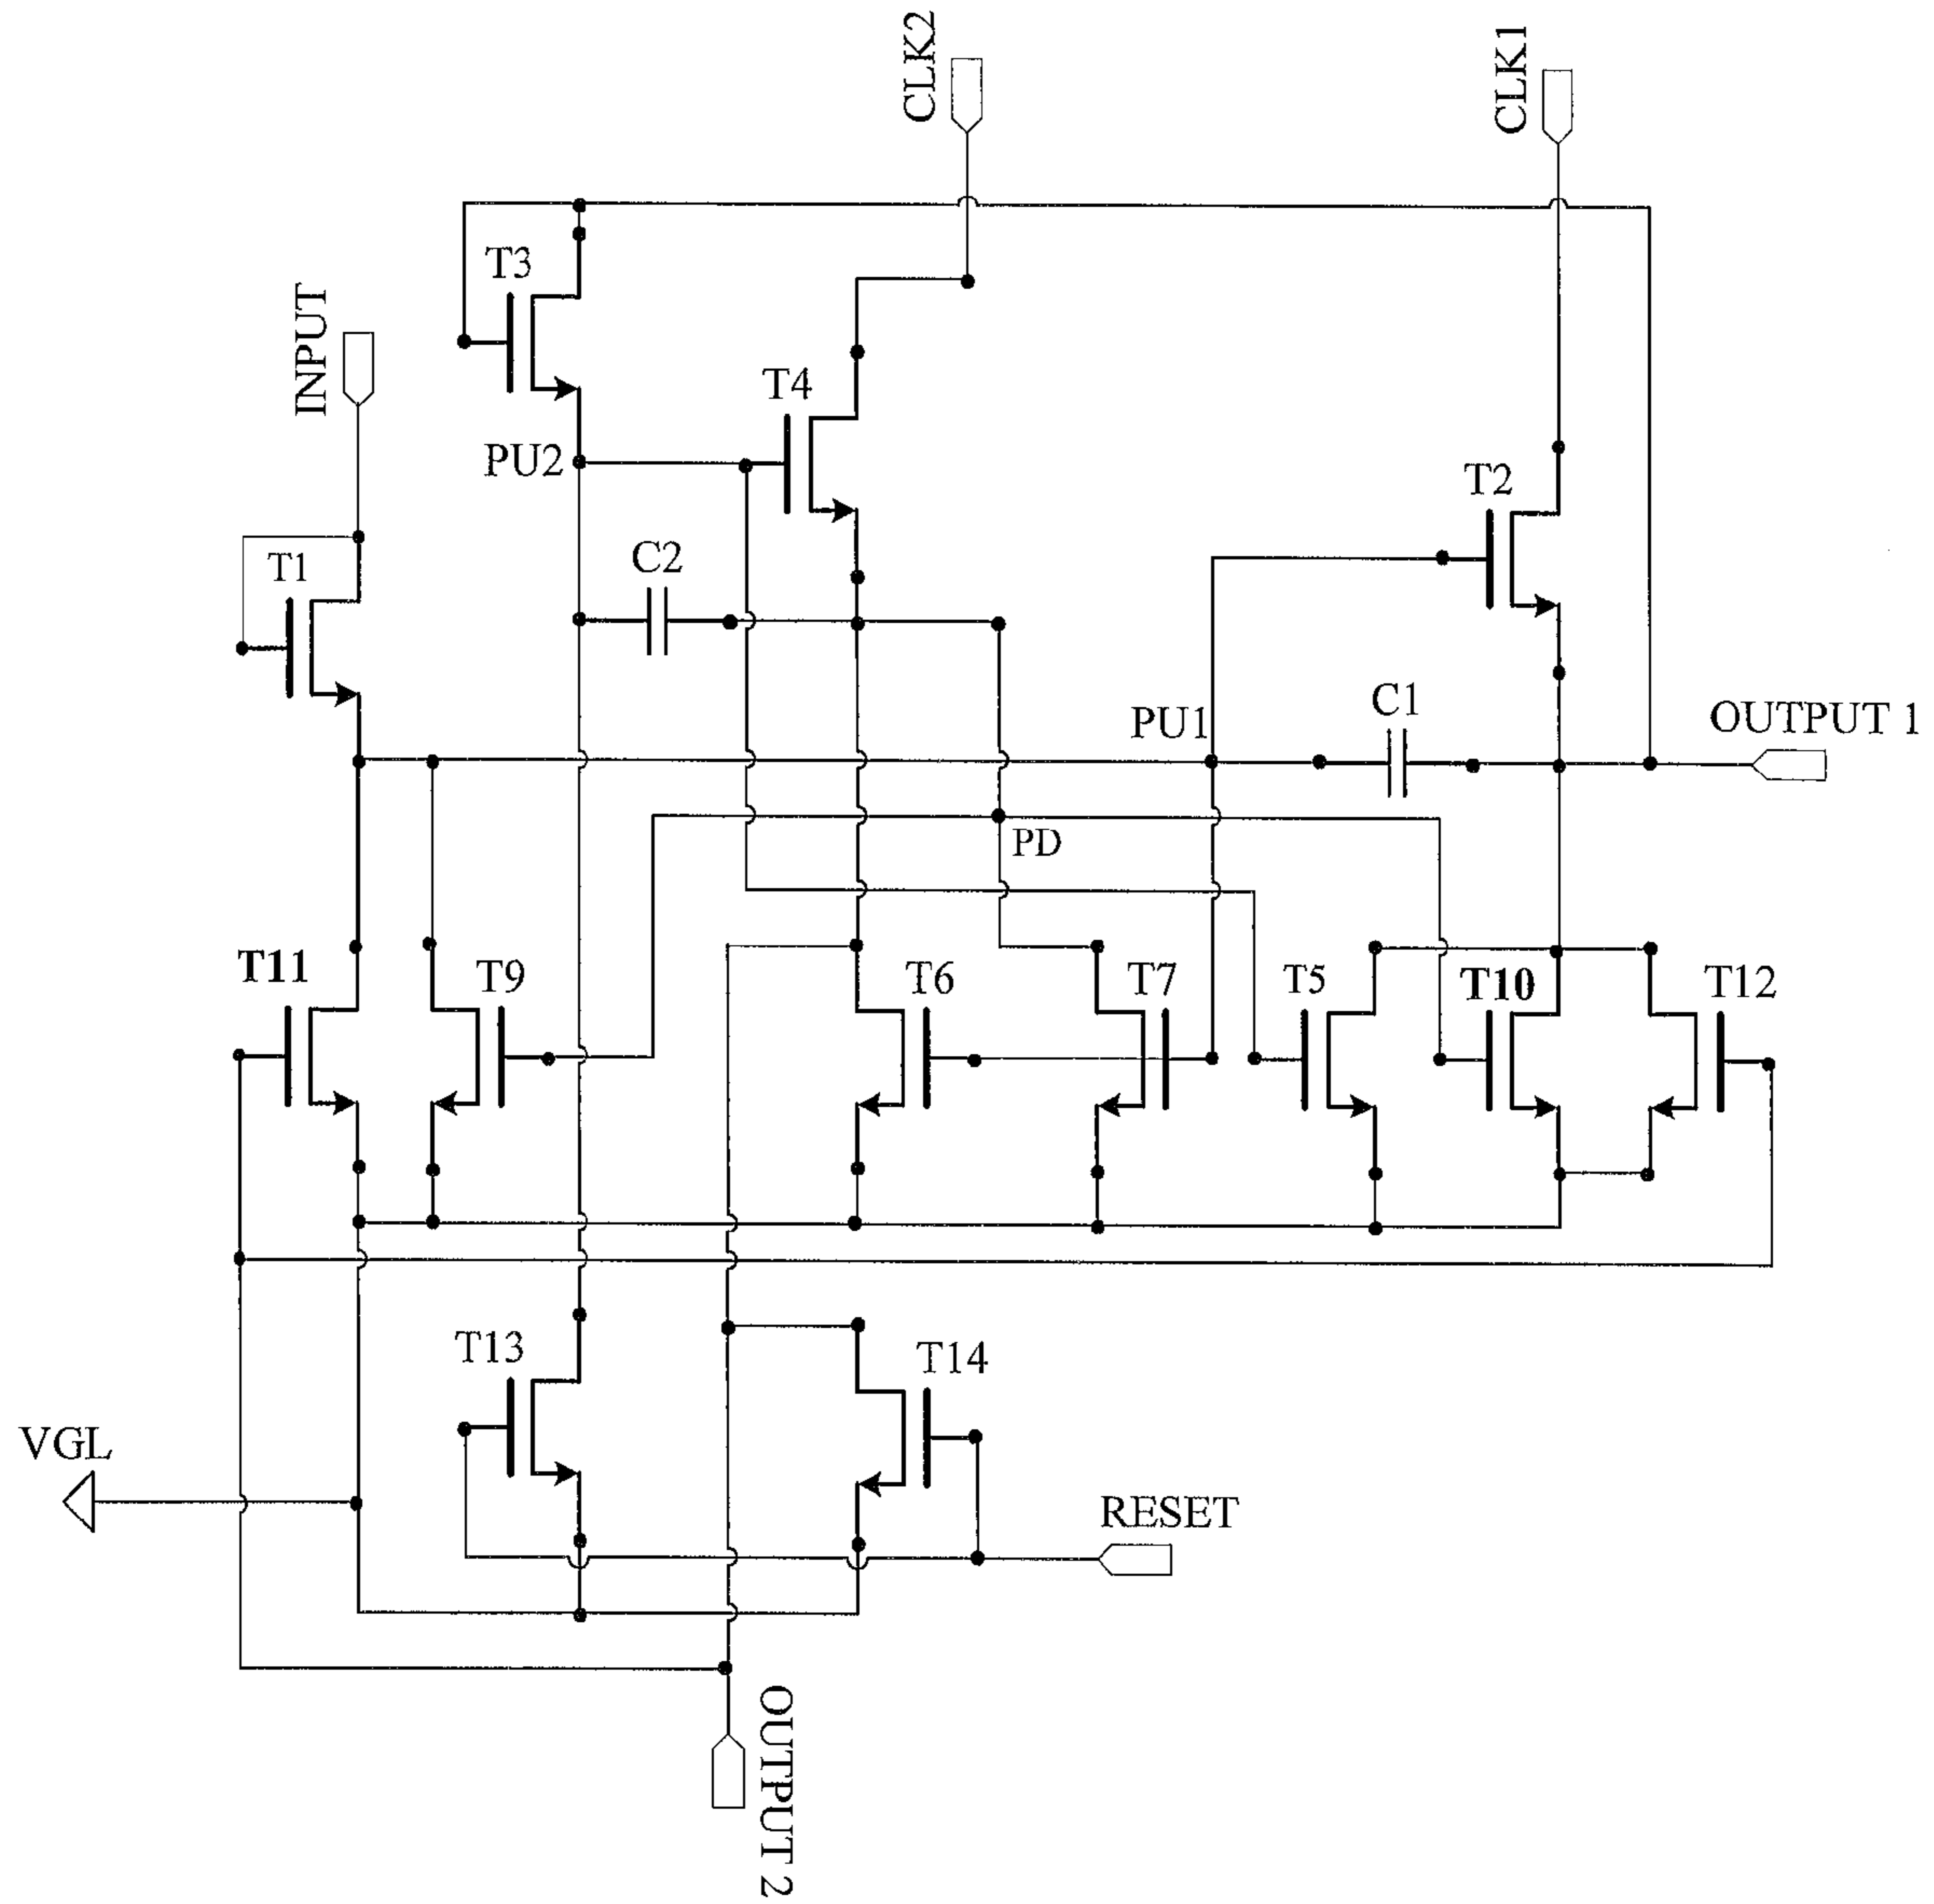 CLK2
CLK1
T3
INPUT
T4
PU2
T2
T1
C2
C1
PU1
OUTPUT 1
PD
T11
T9
T6
T7
T5
T10
T12
T13
T14
VGL
RESET
OUTPUT 2